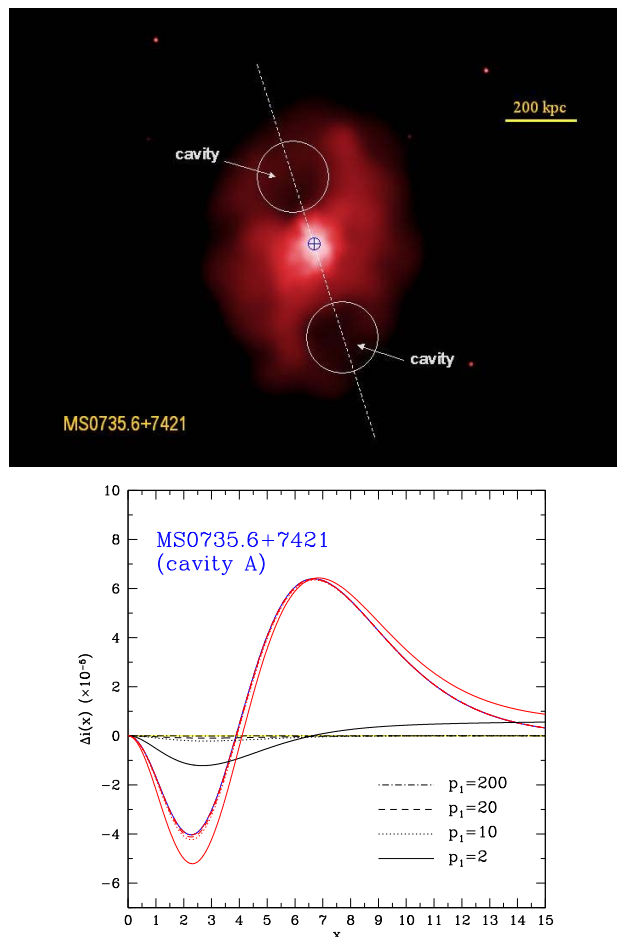 200 kpc
cavity
cavity
MS0735.6+7421
10
8
6
4
2
0
-2
-4
-6
Δi(x) (×10⁻⁶)
MS0735.6+7421
(cavity A)
p₁=200
p₁=20
p₁=10
p₁=2
0 1 2 3 4 5 6 7 8 9 10 11 12 13 14 15
x